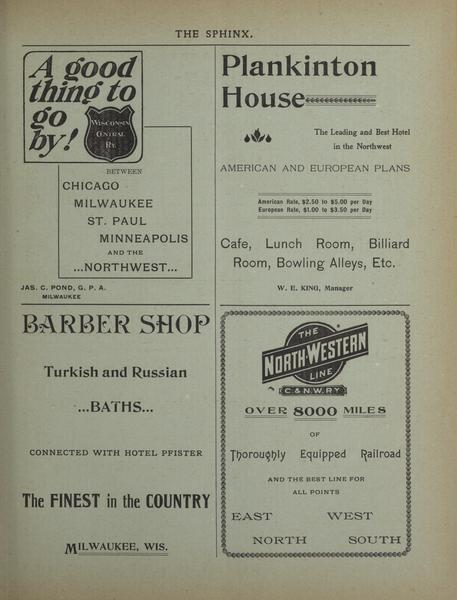 THE SPHINX.
A good
thing to
go
by!
WISCONSIN
CENTRAL
RY.
BETWEEN
CHICAGO
MILWAUKEE
ST. PAUL
MINNEAPOLIS
AND THE
...NORTHWEST...
JAS. C. POND, G. P. A.
MILWAUKEE
Plankinton
House
The Leading and Best Hotel
in the Northwest
AMERICAN AND EUROPEAN PLANS
American Rate, $2.50 to $5.00 per Day
European Rate, $1.00 to $3.50 per Day
Cafe, Lunch Room, Billiard
Room, Bowling Alleys, Etc.
W. E. KING, Manager
BARBER SHOP
Turkish and Russian
...BATHS...
CONNECTED WITH HOTEL PFISTER
The FINEST in the COUNTRY
MILWAUKEE, WIS.
THE
NORTH-WESTERN
LINE
C.&N.W.RY
OVER 8000 MILES
OF
Thoroughly Equipped Railroad
AND THE BEST LINE FOR
ALL POINTS
EAST WEST
NORTH SOUTH